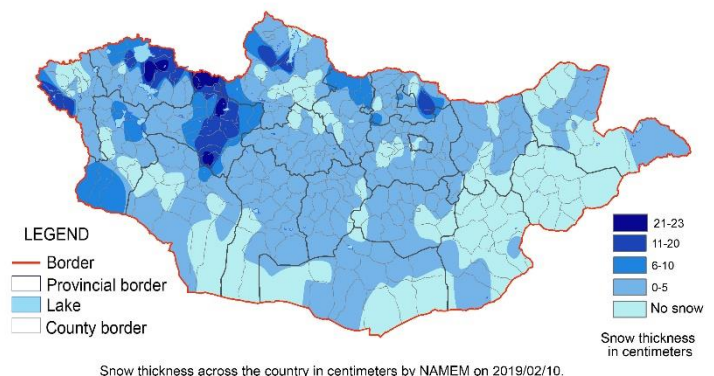 LEGEND
Border
Provincial border
Lake
County border
21-23
11-20
6-10
0-5
No snow
Snow thickness
in centimeters
Snow thickness across the country in centimeters by NAMEM on 2019/02/10.